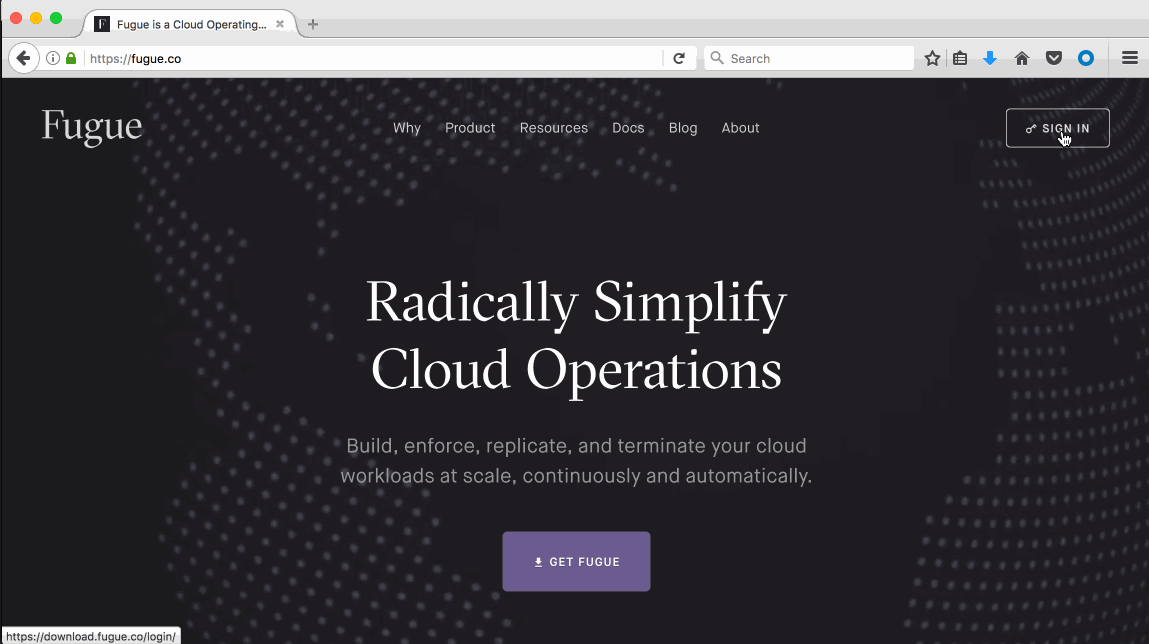 F Fugue is a Cloud Operating...
https://fugue.co
Search
Fugue
Why Product Resources Docs Blog About
SIGN IN
Radically Simplify
Cloud Operations
Build, enforce, replicate, and terminate your cloud
workloads at scale, continuously and automatically.
GET FUGUE
https://download.fugue.co/login/